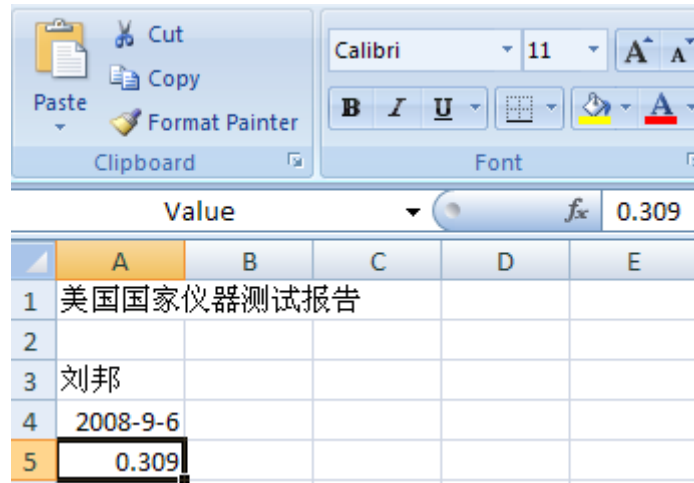 Cut
Copy
Paste
Format Painter
Clipboard
Calibri
11
A A
B I U A
Font
Value
fx 0.309
A B C D E
1 美国国家仪器测试报告
2
3 刘邦
4 2008-9-6
5 0.309